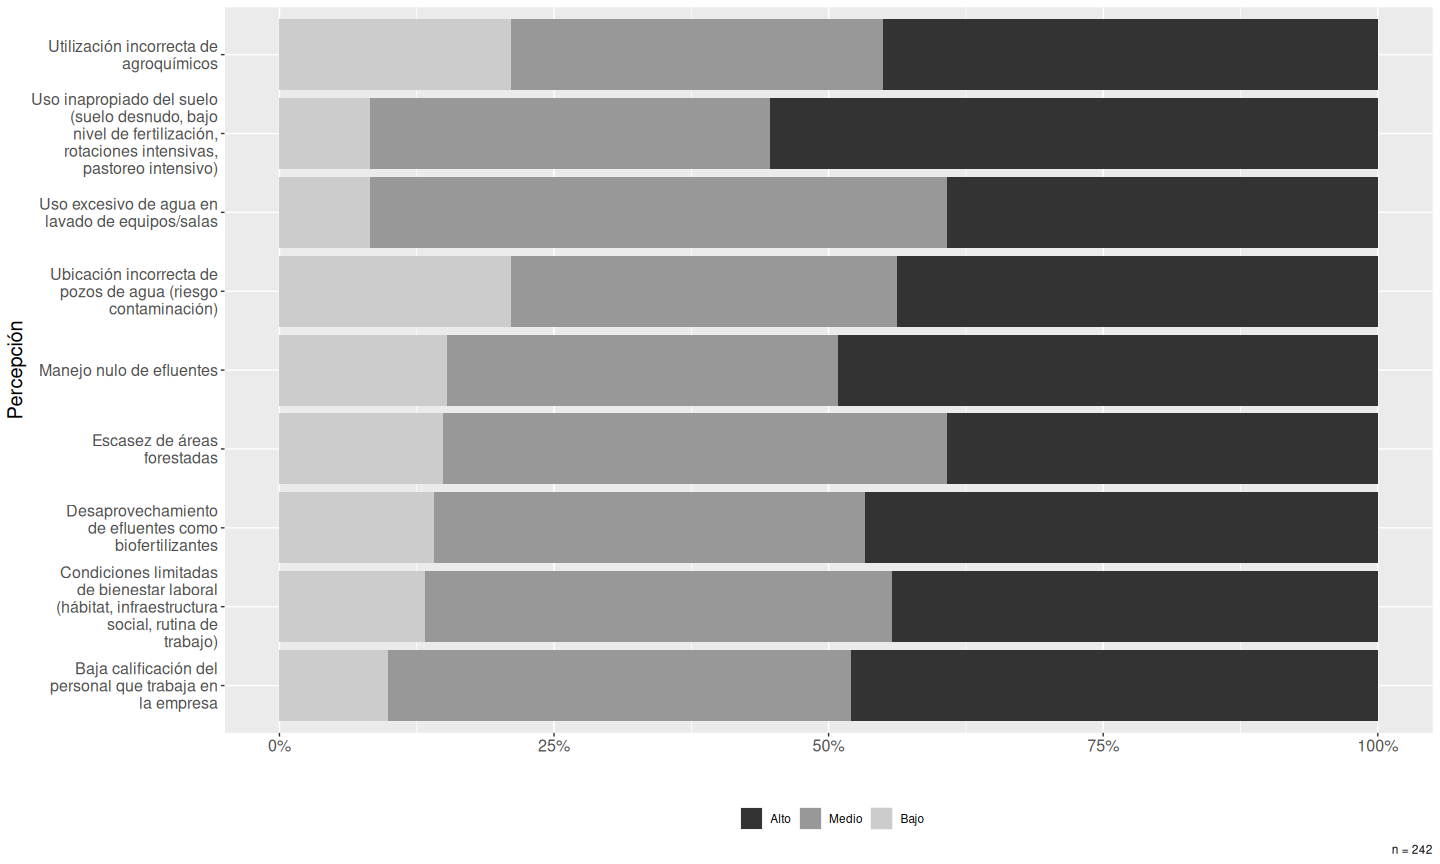 Utilización incorrecta de
agroquímicos
Uso inapropiado del suelo
(suelo desnudo, bajo
nivel de fertilización,
rotaciones intensivas,
pastoreo intensivo)
Uso excesivo de agua en
lavado de equipos/salas
Ubicación incorrecta de
pozos de agua (riesgo
contaminación)
Manejo nulo de efluentes
Escasez de áreas
forestadas
Desaprovechamiento
de efluentes como
biofertilizantes
Condiciones limitadas
de bienestar laboral
(hábitat, infraestructura
social, rutina de
trabajo)
Baja calificación del
personal que trabaja en
la empresa
Percepción
0% 25% 50% 75% 100%
Alto Medio Bajo
n = 242